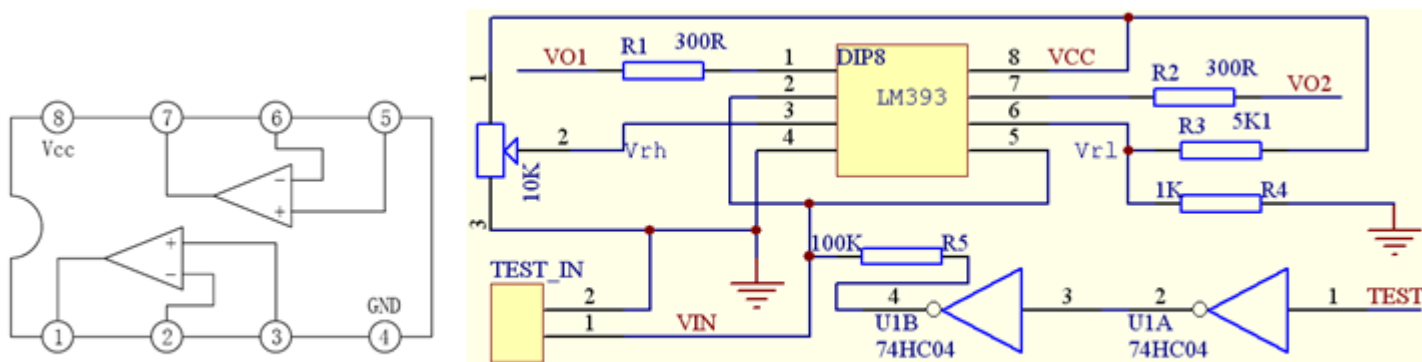 8 7 6 5
Vcc
− +
+ −
GND
1 2 3 4
R1 300R
VO1
1 DIP8 8 VCC
2 LM393 7 R2 300R VO2
3 6 R3 5K1
4 5
1
2 Vrh Vrl
10K
3
1K R4
100K R5
TEST_IN
2
1 VIN
4 3 2 1 TEST
U1B U1A
74HC04 74HC04